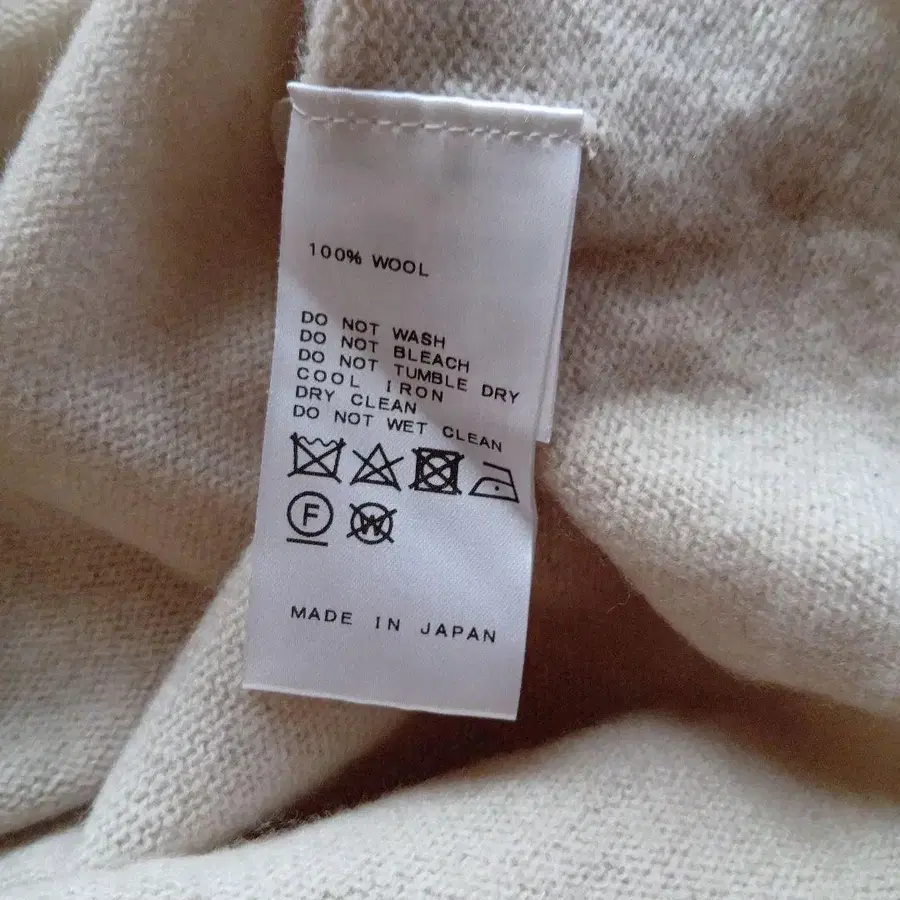 100% WOOL
DO NOT WASH
DO NOT BLEACH
DO NOT TUMBLE DRY
COOL IRON
DRY CLEAN
DO NOT WET CLEAN
F W
MADE IN JAPAN